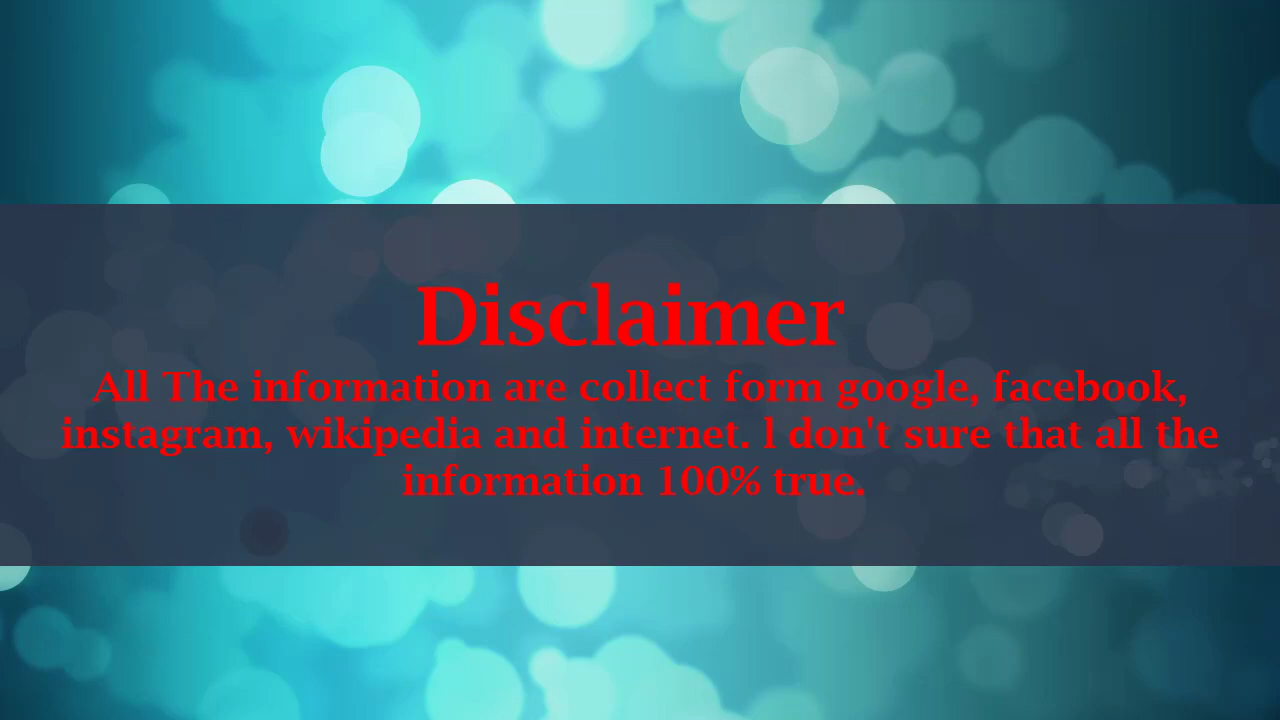 Disclaimer
All The information are collect form google, facebook,
instagram, wikipedia and internet. I don't sure that all the
information 100% true.